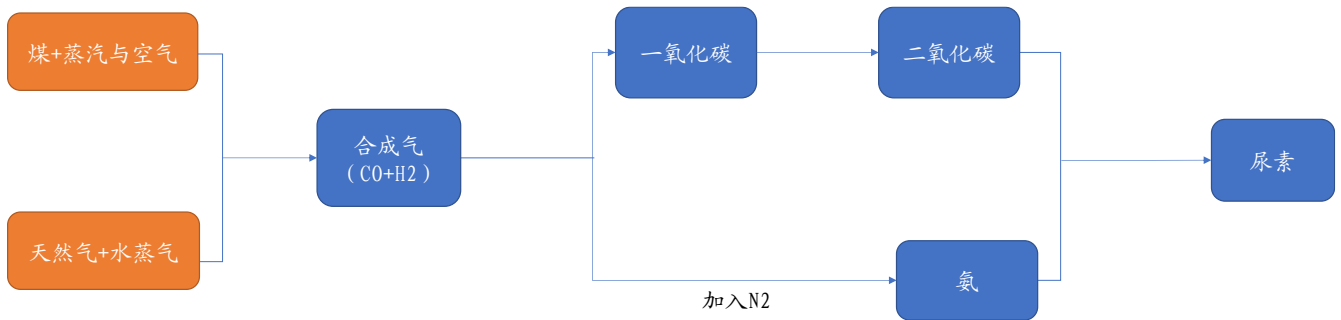 煤+蒸汽与空气
天然气+水蒸气
合成气
(CO+H2)
一氧化碳
二氧化碳
加入N2
氨
尿素